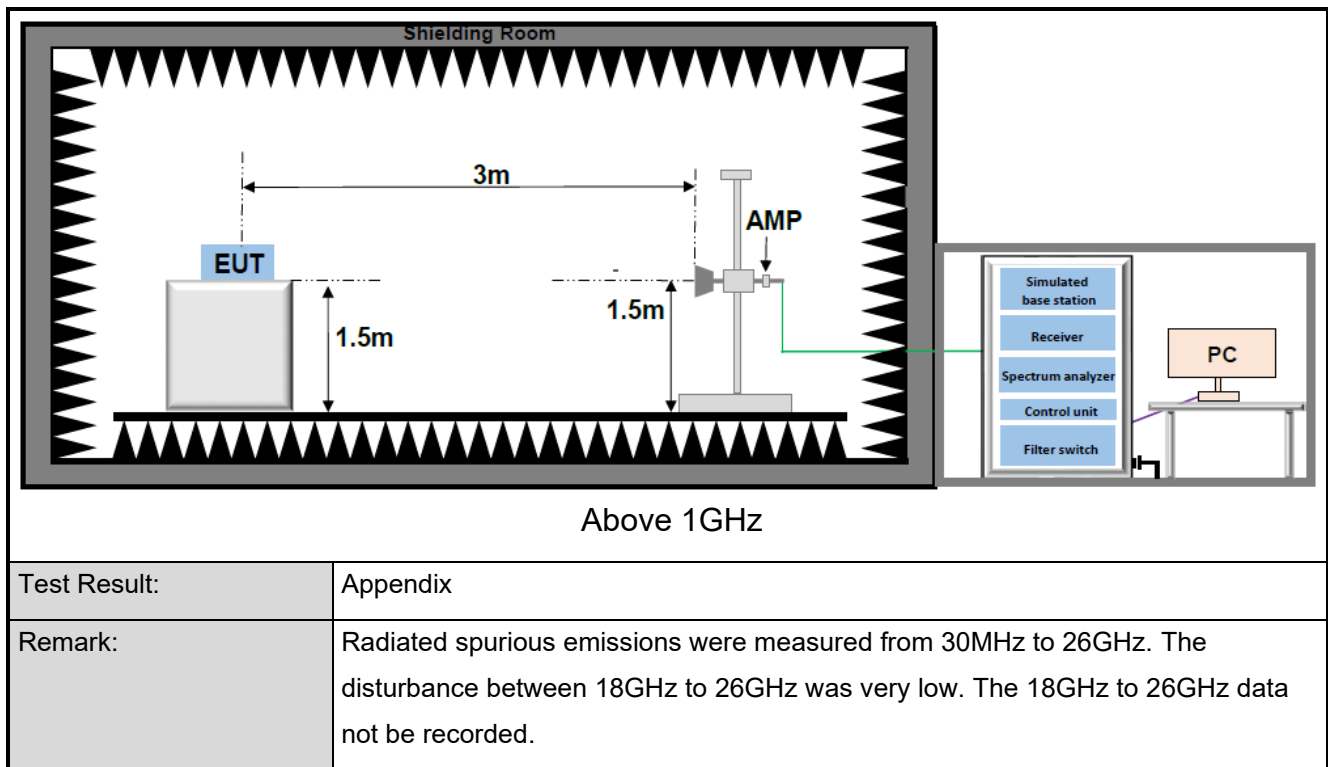 Shielding Room
3m
AMP
EUT
1.5m
1.5m
Simulated
base station
Receiver
Spectrum analyzer
Control unit
Filter switch
PC
Above 1GHz
Test Result:
Appendix
Remark:
Radiated spurious emissions were measured from 30MHz to 26GHz. The
disturbance between 18GHz to 26GHz was very low. The 18GHz to 26GHz data
not be recorded.